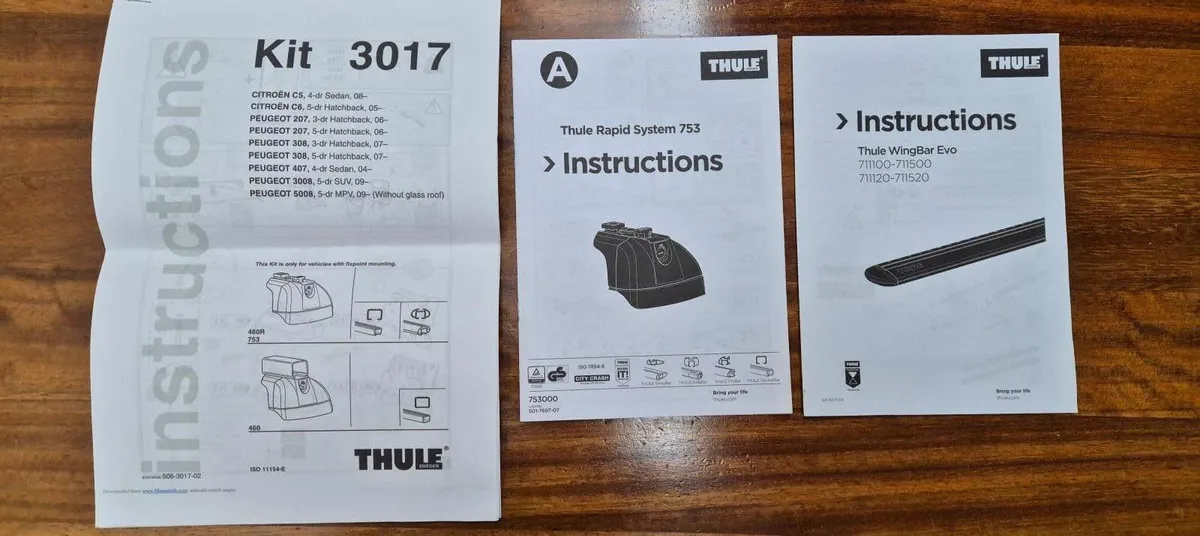 instructions
Kit 3017
CITROËN C5, 4-dr Sedan, 08–
CITROËN C6, 5-dr Hatchback, 05–
PEUGEOT 207, 3-dr Hatchback, 06–
PEUGEOT 207, 5-dr Hatchback, 06–
PEUGEOT 308, 3-dr Hatchback, 07–
PEUGEOT 308, 5-dr Hatchback, 07–
PEUGEOT 407, 4-dr Sedan, 04–
PEUGEOT 3008, 5-dr SUV, 09–
PEUGEOT 5008, 5-dr MPV, 09– (Without glass roof)
This Kit is only for vehicles with fixpoint mounting.
460R
753
460
ISO 11154-E
THULE®
SWEDEN
506-3017-02
Downloaded from
A
THULE®
Thule Rapid System 753
› Instructions
ISO 11154-E
CITY CRASH
753000
501-7697-07
Bring your life
thule.com
THULE®
› Instructions
Thule WingBar Evo
711100-711500
711120-711520
THULE
Bring your life
thule.com